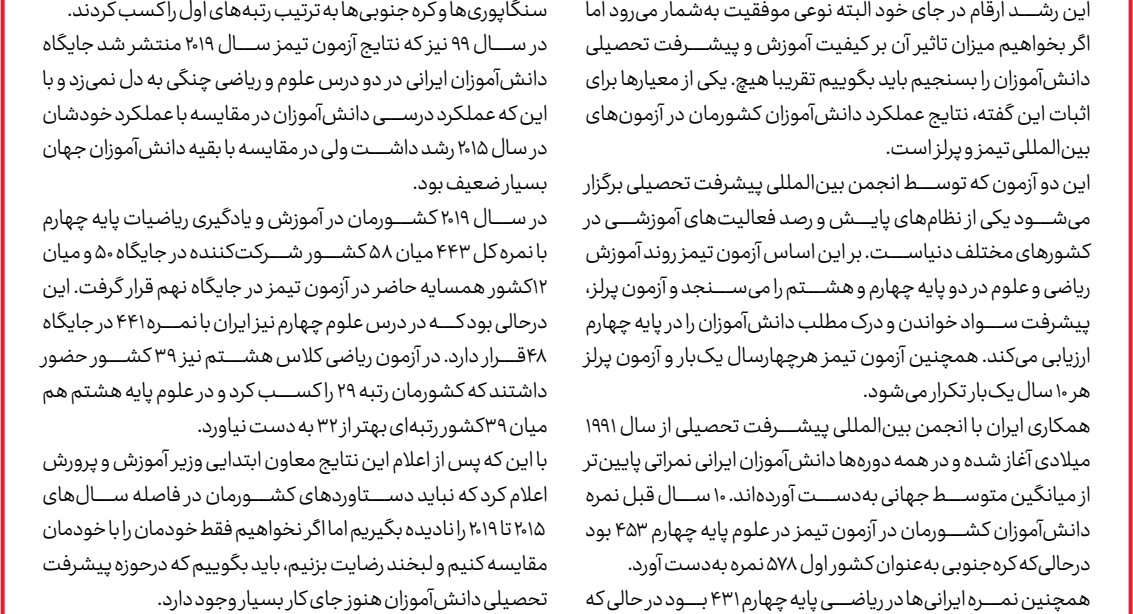 این رشد ارقام در جای خود البته نوعی موفقیت به‌شمار می‌رود اما
اگر بخواهیم میزان تاثیر آن بر کیفیت آموزش و پیشرفت تحصیلی
دانش‌آموزان را بسنجیم باید بگوییم تقریبا هیچ. یکی از معیارها برای
اثبات این گفته، نتایج عملکرد دانش‌آموزان کشورمان در آزمون‌های
بین‌المللی تیمز و پرلز است.
این دو آزمون که توسط انجمن بین‌المللی پیشرفت تحصیلی برگزار
می‌شود یکی از نظام‌های پایش و رصد فعالیت‌های آموزشی در
کشورهای مختلف دنیاست. بر این اساس آزمون تیمز روند آموزش
ریاضی و علوم در دو پایه چهارم و هشتم را می‌سنجد و آزمون پرلز،
پیشرفت سواد خواندن و درک مطلب دانش‌آموزان را در پایه چهارم
ارزیابی می‌کند. همچنین آزمون تیمز هرچهارسال یک‌بار و آزمون پرلز
هر ۱۰ سال یک‌بار تکرار می‌شود.
همکاری ایران با انجمن بین‌المللی پیشرفت تحصیلی از سال ۱۹۹۱
میلادی آغاز شده و در همه دوره‌ها دانش‌آموزان ایرانی نمراتی پایین‌تر
از میانگین متوسط جهانی به‌دست آورده‌اند. ۱۰ سال قبل نمره
دانش‌آموزان کشورمان در آزمون تیمز در علوم پایه چهارم ۴۵۳ بود
درحالی‌که کره‌جنوبی به‌عنوان کشور اول ۵۷۸ نمره به‌دست آورد.
همچنین نمره ایرانی‌ها در ریاضی پایه چهارم ۴۳۱ بود در حالی که
سنگاپوری‌ها و کره جنوبی‌ها به ترتیب رتبه‌های اول را کسب کردند.
در سال ۹۹ نیز که نتایج آزمون تیمز سال ۲۰۱۹ منتشر شد جایگاه
دانش‌آموزان ایرانی در دو درس علوم و ریاضی چنگی به دل نمی‌زد و با
این که عملکرد درسی دانش‌آموزان در مقایسه با عملکرد خودشان
در سال ۲۰۱۵ رشد داشت ولی در مقایسه با بقیه دانش‌آموزان جهان
بسیار ضعیف بود.
در سال ۲۰۱۹ کشورمان در آموزش و یادگیری ریاضیات پایه چهارم
با نمره کل ۴۴۳ میان ۵۸ کشور شرکت‌کننده در جایگاه ۵۰ و میان
۱۲کشور همسایه حاضر در آزمون تیمز در جایگاه نهم قرار گرفت. این
درحالی بود که در درس علوم چهارم نیز ایران با نمره ۴۴۱ در جایگاه
۴۸قرار دارد. در آزمون ریاضی کلاس هشتم نیز ۳۹ کشور حضور
داشتند که کشورمان رتبه ۲۹ را کسب کرد و در علوم پایه هشتم هم
میان ۳۹کشور رتبه‌ای بهتر از ۳۲ به دست نیاورد.
با این که پس از اعلام این نتایج معاون ابتدایی وزیر آموزش و پرورش
اعلام کرد که نباید دستاوردهای کشورمان در فاصله سال‌های
۲۰۱۵ تا ۲۰۱۹ را نادیده بگیریم اما اگر نخواهیم فقط خودمان را با خودمان
مقایسه کنیم و لبخند رضایت بزنیم، باید بگوییم که درحوزه پیشرفت
تحصیلی دانش‌آموزان هنوز جای کار بسیار وجود دارد.